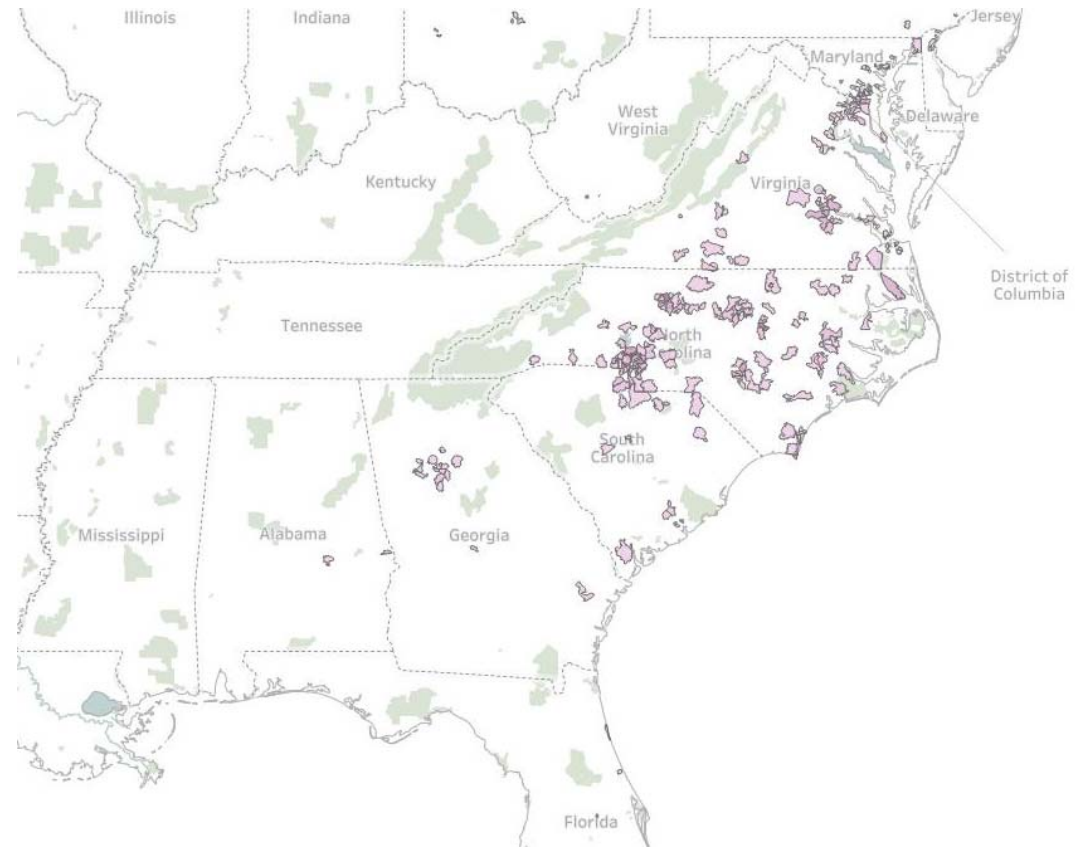 Illinois
Indiana
Jersey
Maryland
West
Virginia
Delaware
Kentucky
Virginia
District of
Columbia
Tennessee
North
Carolina
South
Carolina
Mississippi
Alabama
Georgia
Florida